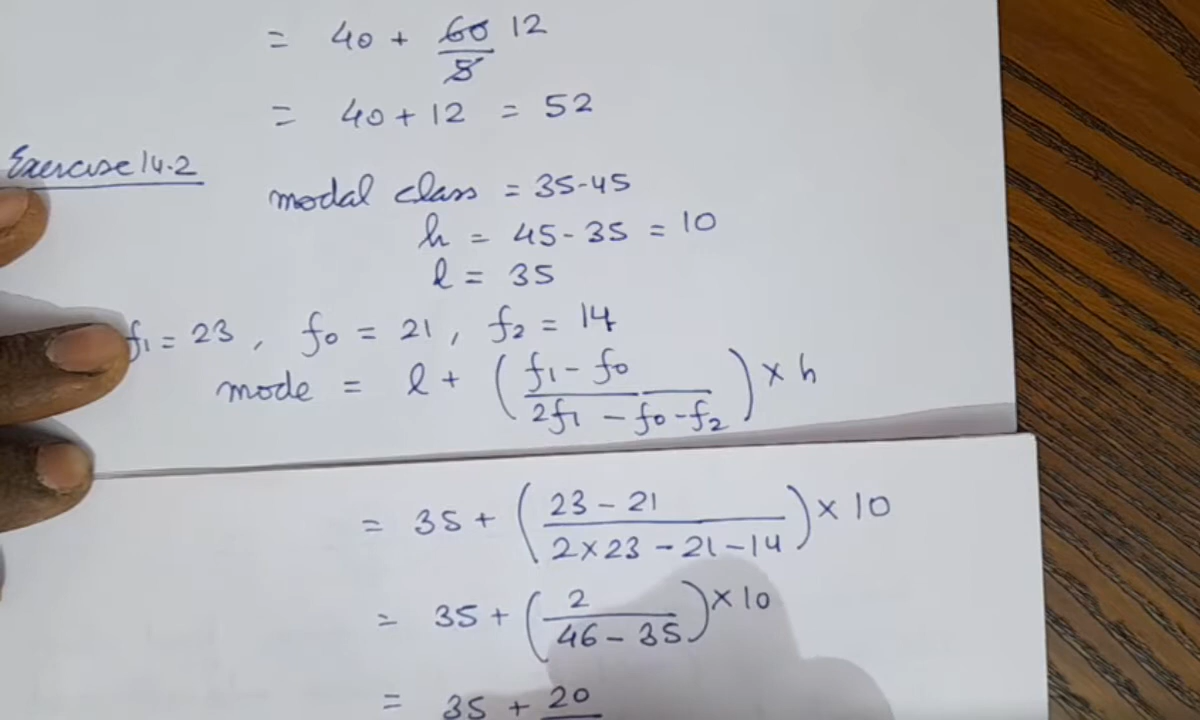 = 40 + 60/5 12
= 40 + 12 = 52
Exercise 14.2
modal class = 35-45
h = 45 - 35 = 10
l = 35
f1 = 23, f0 = 21, f2 = 14
mode = l + (f1 - f0 / 2f1 - f0 - f2) × h
= 35 + (23 - 21 / 2×23 - 21 - 14) × 10
= 35 + (2 / 46 - 35) × 10
= 35 + 20